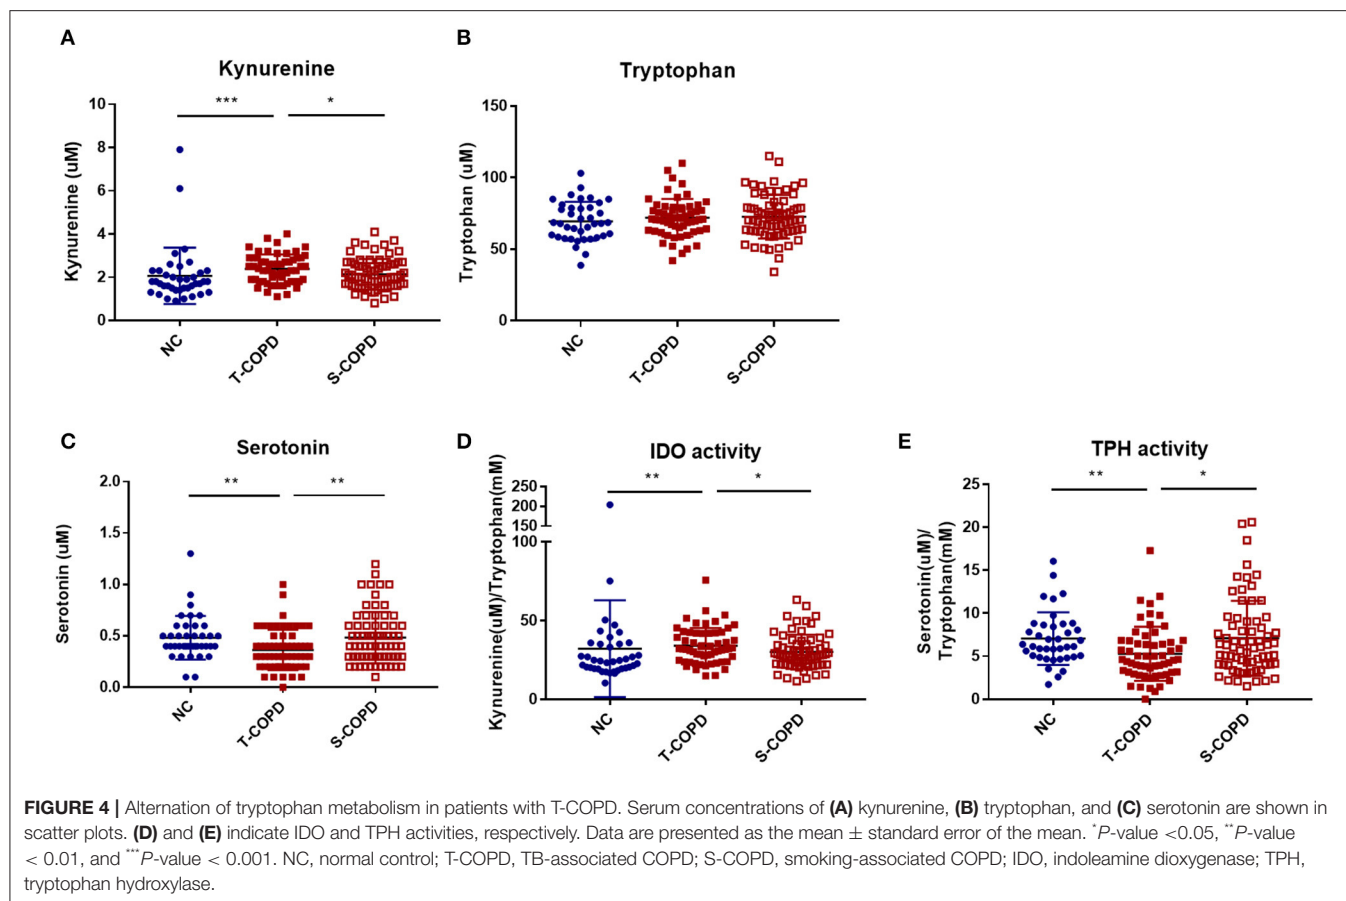 A
Kynurenine
***
*
Kynurenine (uM)
10
8
6
4
2
0
NC
T-COPD
S-COPD
B
Tryptophan
Tryptophan (uM)
150
100
50
0
NC
T-COPD
S-COPD
C
Serotonin
**
**
Serotonin (uM)
2.0
1.5
1.0
0.5
0.0
NC
T-COPD
S-COPD
D
IDO activity
**
*
Kynurenine(uM)/Tryptophan(mM)
250
200
150
100
50
0
NC
T-COPD
S-COPD
E
TPH activity
**
*
Serotonin(uM)/
Tryptophan(mM)
25
20
15
10
5
0
NC
T-COPD
S-COPD
FIGURE 4 | Alternation of tryptophan metabolism in patients with T-COPD. Serum concentrations of (A) kynurenine, (B) tryptophan, and (C) serotonin are shown in
scatter plots. (D) and (E) indicate IDO and TPH activities, respectively. Data are presented as the mean ± standard error of the mean. *P-value <0.05, **P-value
< 0.01, and ***P-value < 0.001. NC, normal control; T-COPD, TB-associated COPD; S-COPD, smoking-associated COPD; IDO, indoleamine dioxygenase; TPH,
tryptophan hydroxylase.